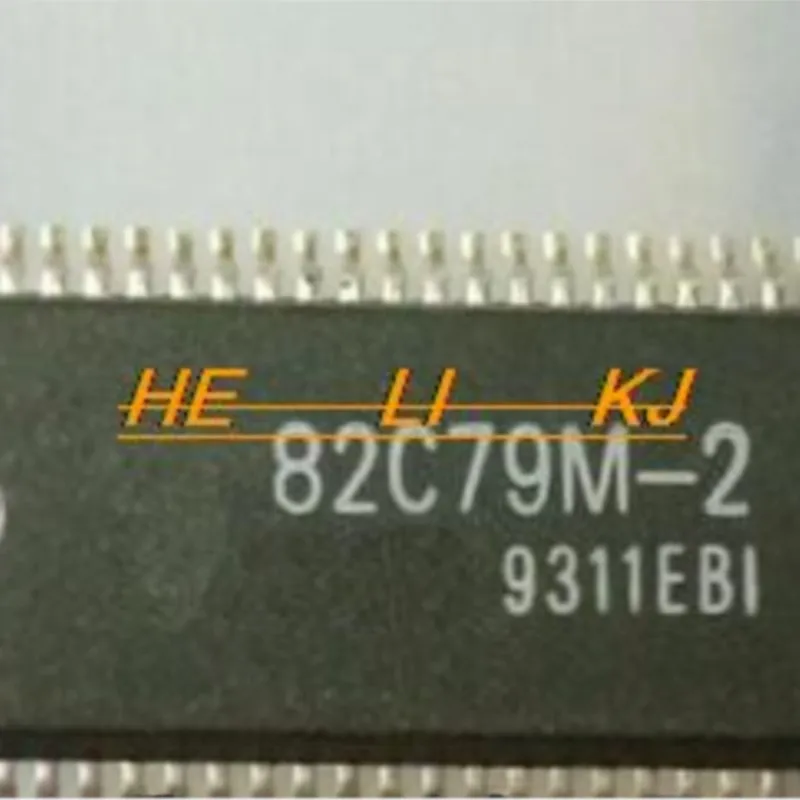 HE LI KJ
82C79M-2
9311EBI